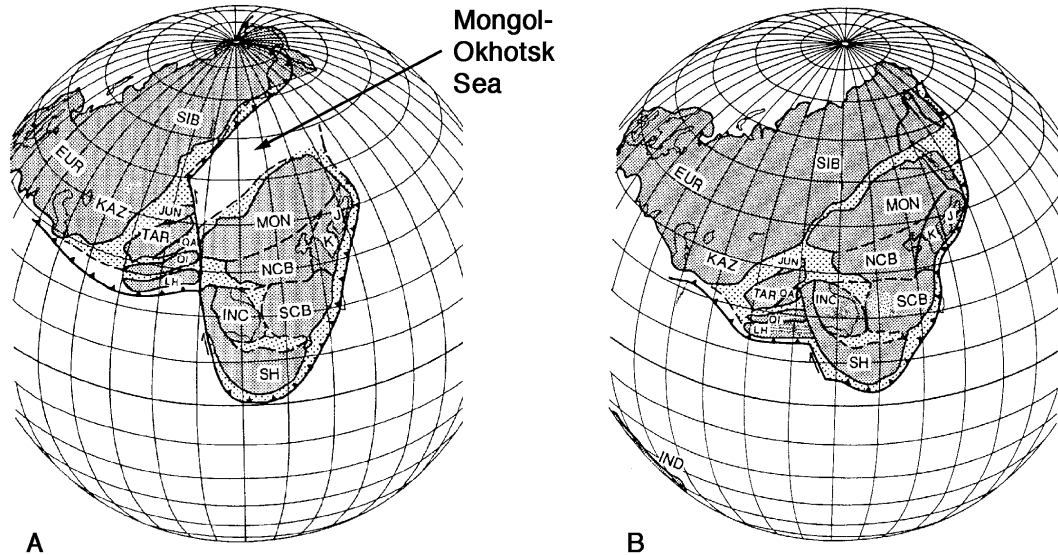 Mongol-
Okhotsk
Sea
SIB
EUR
KAZ
JUN
MON
TAR
QA
J
K
QI
NCB
LH
INC
SCB
SH
A
SIB
EUR
MON
J
K
KAZ
JUN
NCB
TAR
QA
INC
SCB
QI
LH
SH
IND.
B